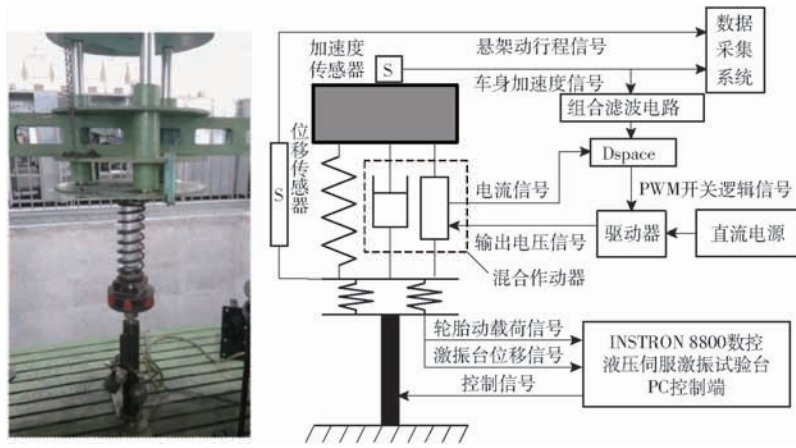 加速度
传感器
S
悬架动行程信号
车身加速度信号
数据
采集
系统
组合滤波电路
位移传感器
S
Dspace
电流信号
PWM开关逻辑信号
输出电压信号
驱动器
直流电源
混合作动器
轮胎动载荷信号
激振台位移信号
控制信号
INSTRON 8800数控
液压伺服激振试验台
PC控制端